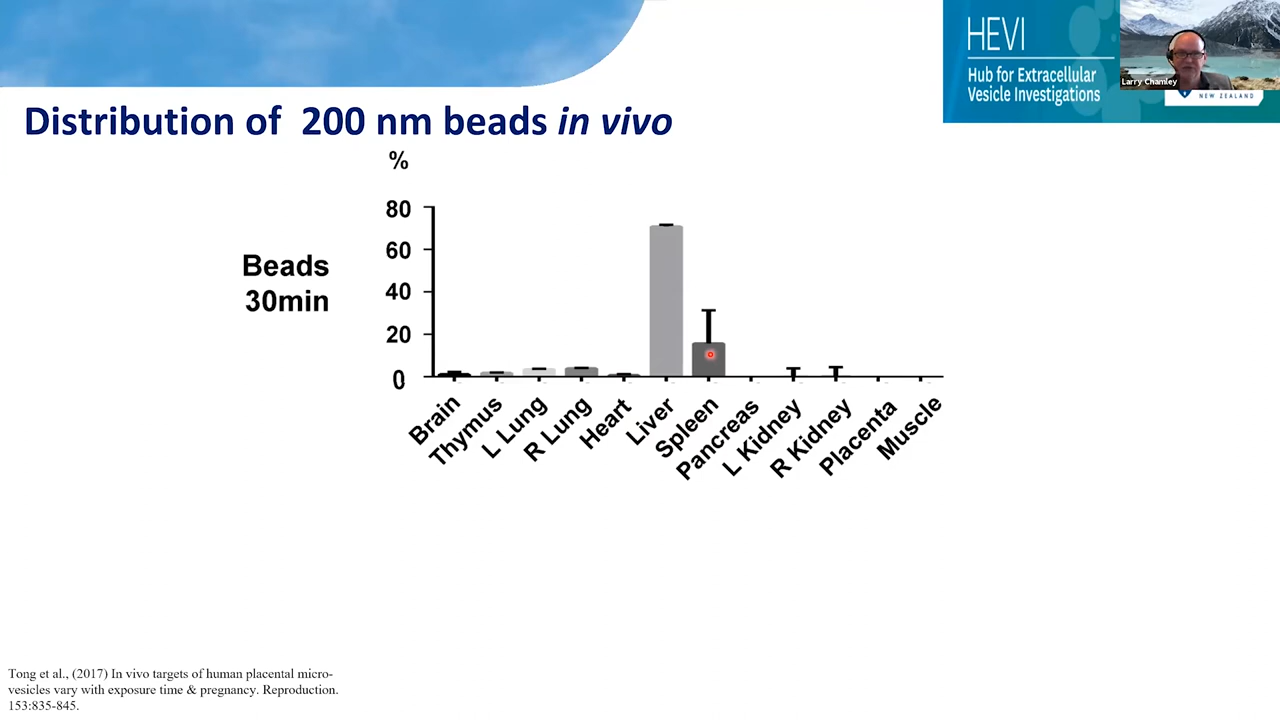 HEVI
Hub for Extracellular
Vesicle Investigations
Larry Chamley
NEW ZEALAND
Distribution of  200 nm beads in vivo
%
Beads
30min
80
60
40
20
0
Brain
Thymus
L Lung
R Lung
Heart
Liver
Spleen
Pancreas
L Kidney
R Kidney
Placenta
Muscle
Tong et al., (2017) In vivo targets of human placental micro-
vesicles vary with exposure time & pregnancy. Reproduction.
153:835-845.